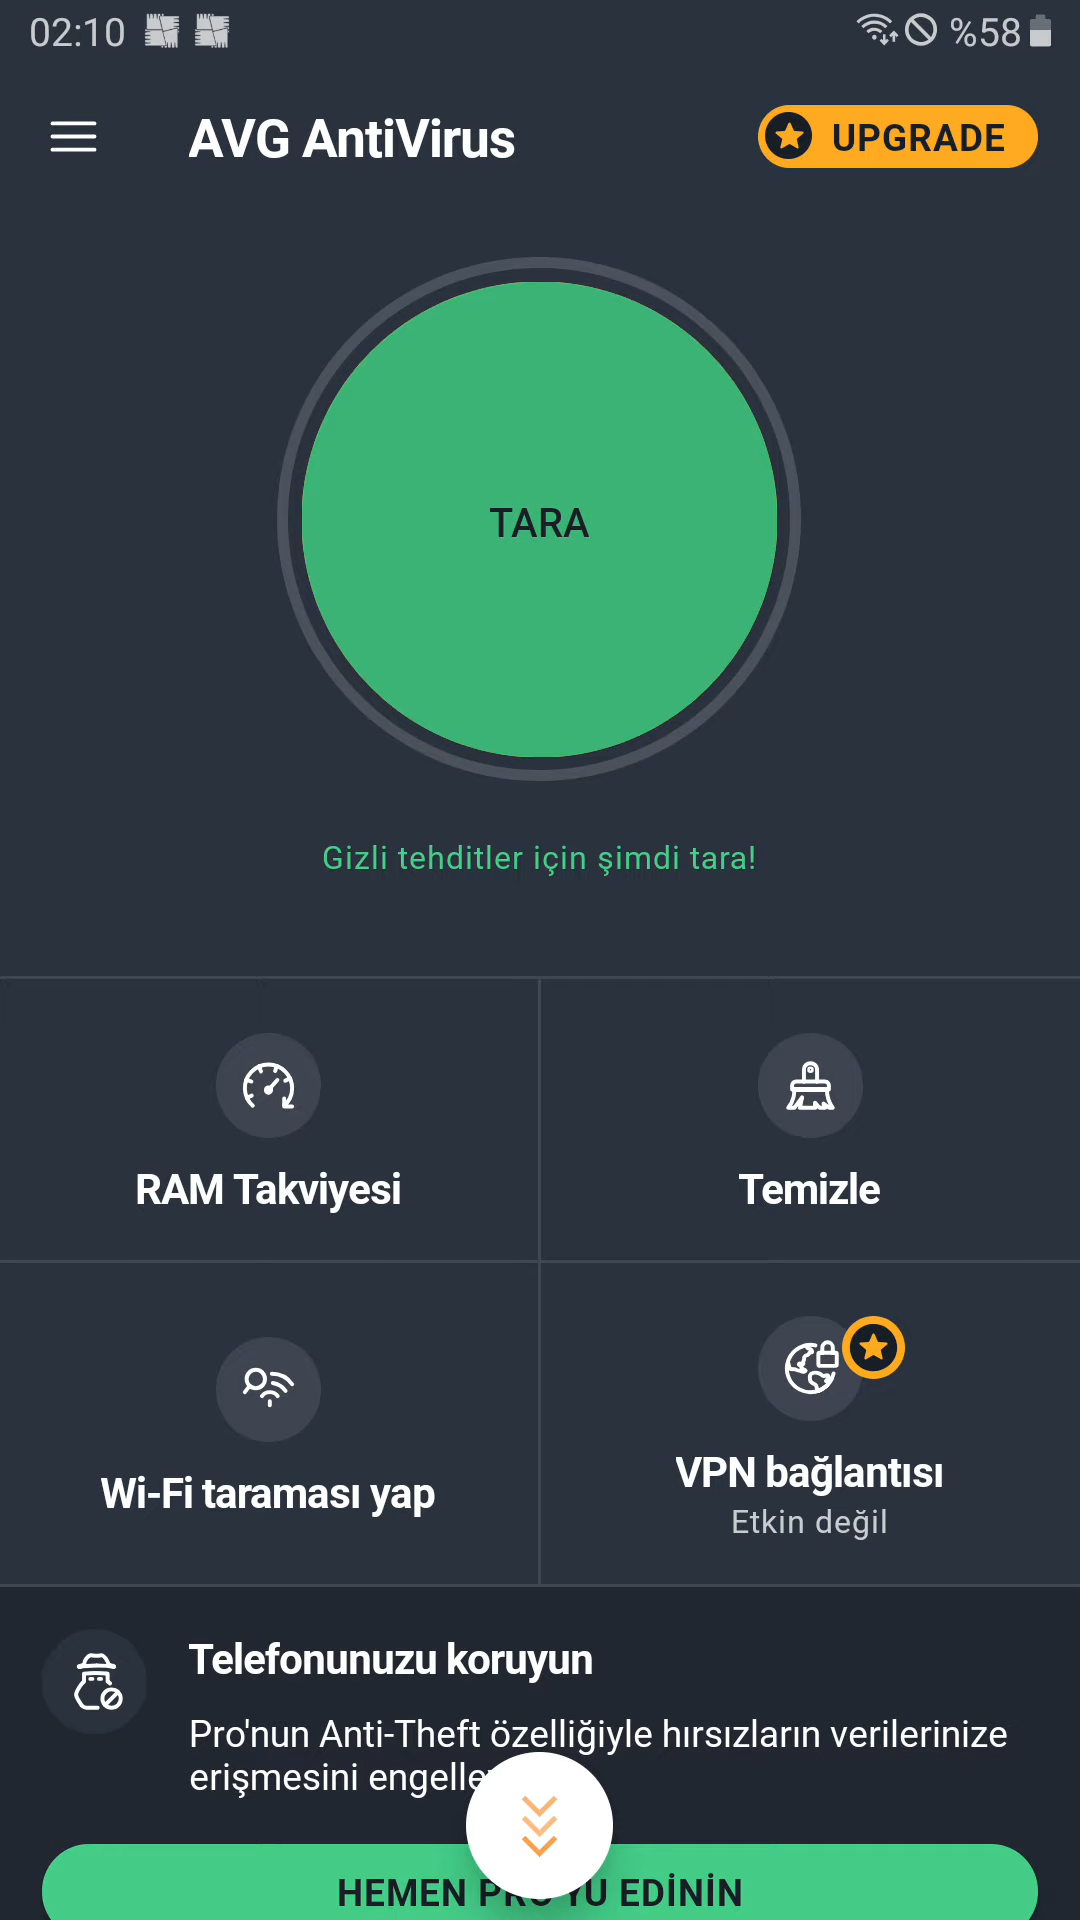 02:10 %58
AVG AntiVirus UPGRADE
TARA
Gizli tehditler için şimdi tara!
RAM Takviyesi
Temizle
Wi-Fi taraması yap
VPN bağlantısı
Etkin değil
Telefonunuzu koruyun
Pro'nun Anti-Theft özelliğiyle hırsızların verilerinize
erişmesini
HEMEN EDİNİN